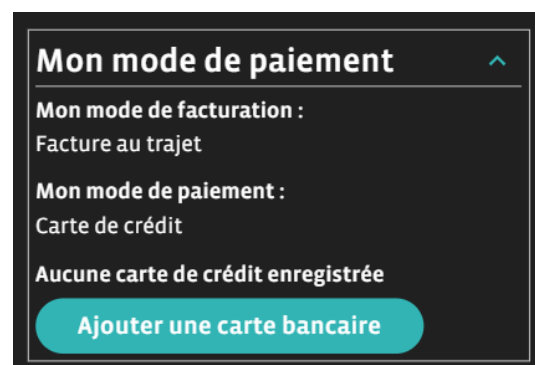 Mon mode de paiement
Mon mode de facturation :
Facture au trajet
Mon mode de paiement :
Carte de crédit
Aucune carte de crédit enregistrée
Ajouter une carte bancaire